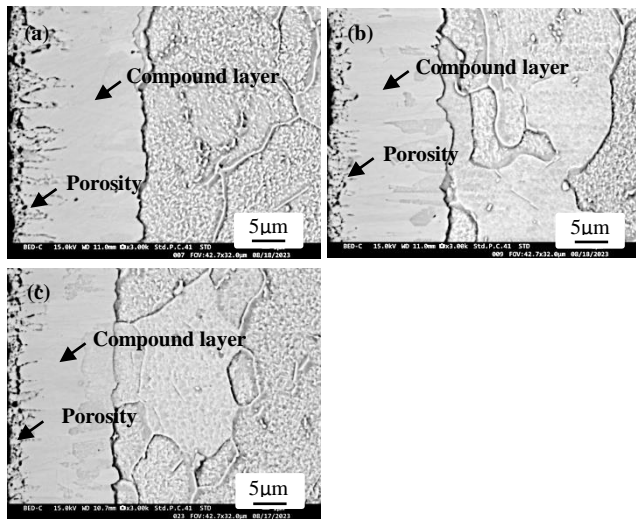 (a)
Compound layer
Porosity
5μm
BED-C 15.0kV WD 11.0mm x3.00k Std.P.C.41 STD
007 FOV:42.7x32.0μm 08/18/2023
(b)
Compound layer
Porosity
5μm
BED-C 15.0kV WD 11.0mm x3.00k Std.P.C.41 STD
009 FOV:42.7x32.0μm 08/18/2023
(c)
Compound layer
Porosity
5μm
BED-C 15.0kV WD 10.7mm x3.00k Std.P.C.41 STD
023 FOV:42.7x32.0μm 08/17/2023